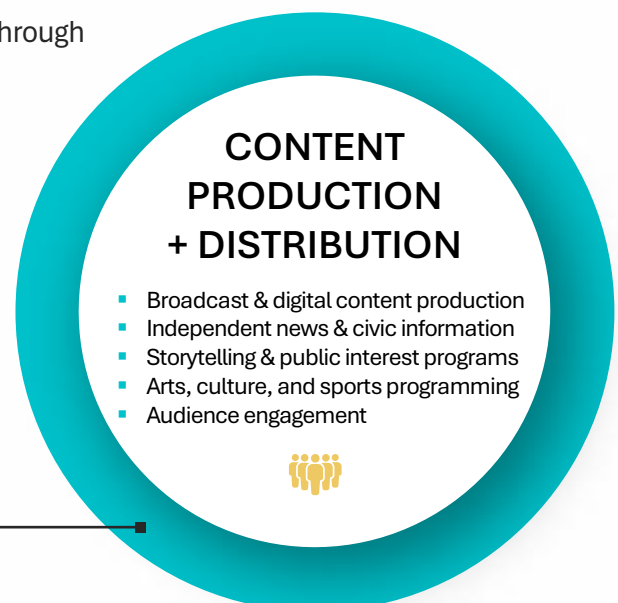 hrough
CONTENT
PRODUCTION
+ DISTRIBUTION
Broadcast & digital content production
Independent news & civic information
Storytelling & public interest programs
Arts, culture, and sports programming
Audience engagement